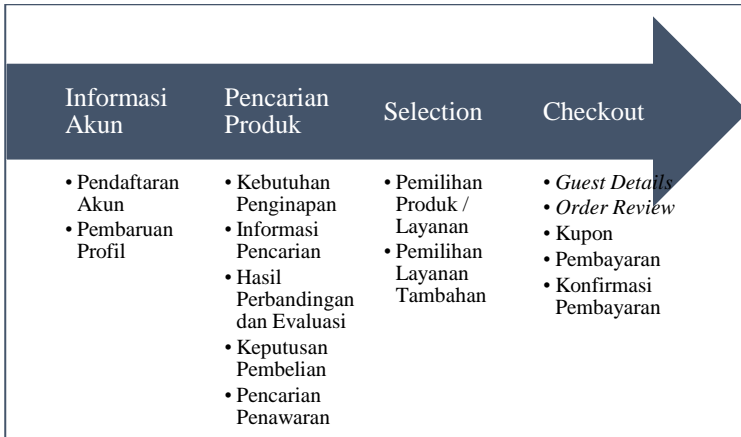 Informasi
Akun
• Pendaftaran
Akun
• Pembaruan
Profil
Pencarian
Produk
• Kebutuhan
Penginapan
• Informasi
Pencarian
• Hasil
Perbandingan
dan Evaluasi
• Keputusan
Pembelian
• Pencarian
Penawaran
Selection
• Pemilihan
Produk /
Layanan
• Pemilihan
Layanan
Tambahan
Checkout
• Guest Details
• Order Review
• Kupon
• Pembayaran
• Konfirmasi
Pembayaran